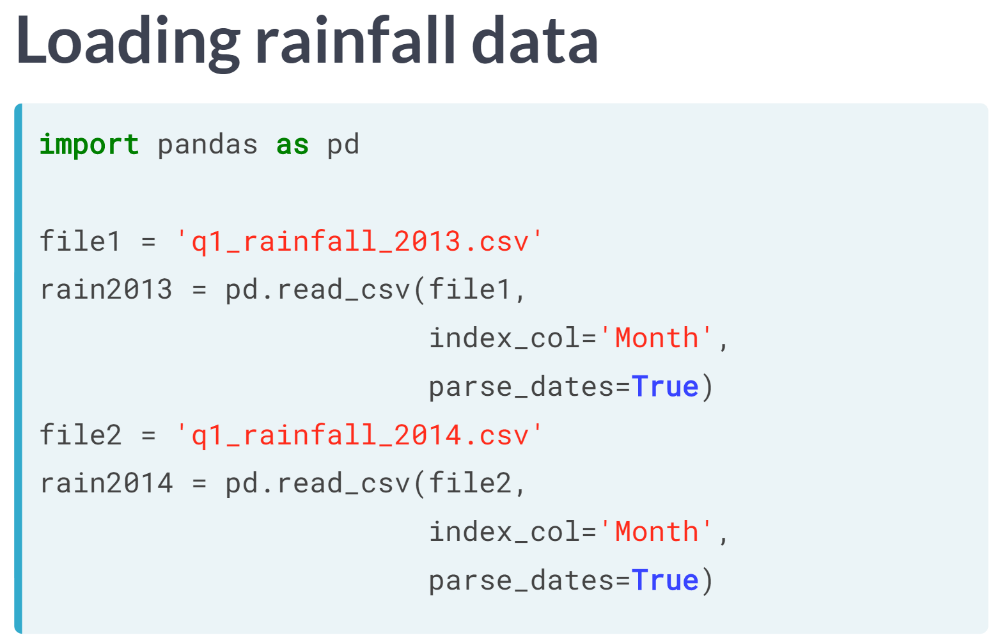 Loading rainfall data
import pandas as pd
file1 = 'q1_rainfall_2013.csv'
rain2013 = pd.read_csv(file1,
index_col='Month',
parse_dates=True)
file2 = 'q1_rainfall_2014.csv'
rain2014 = pd.read_csv(file2,
index_col='Month',
parse_dates=True)